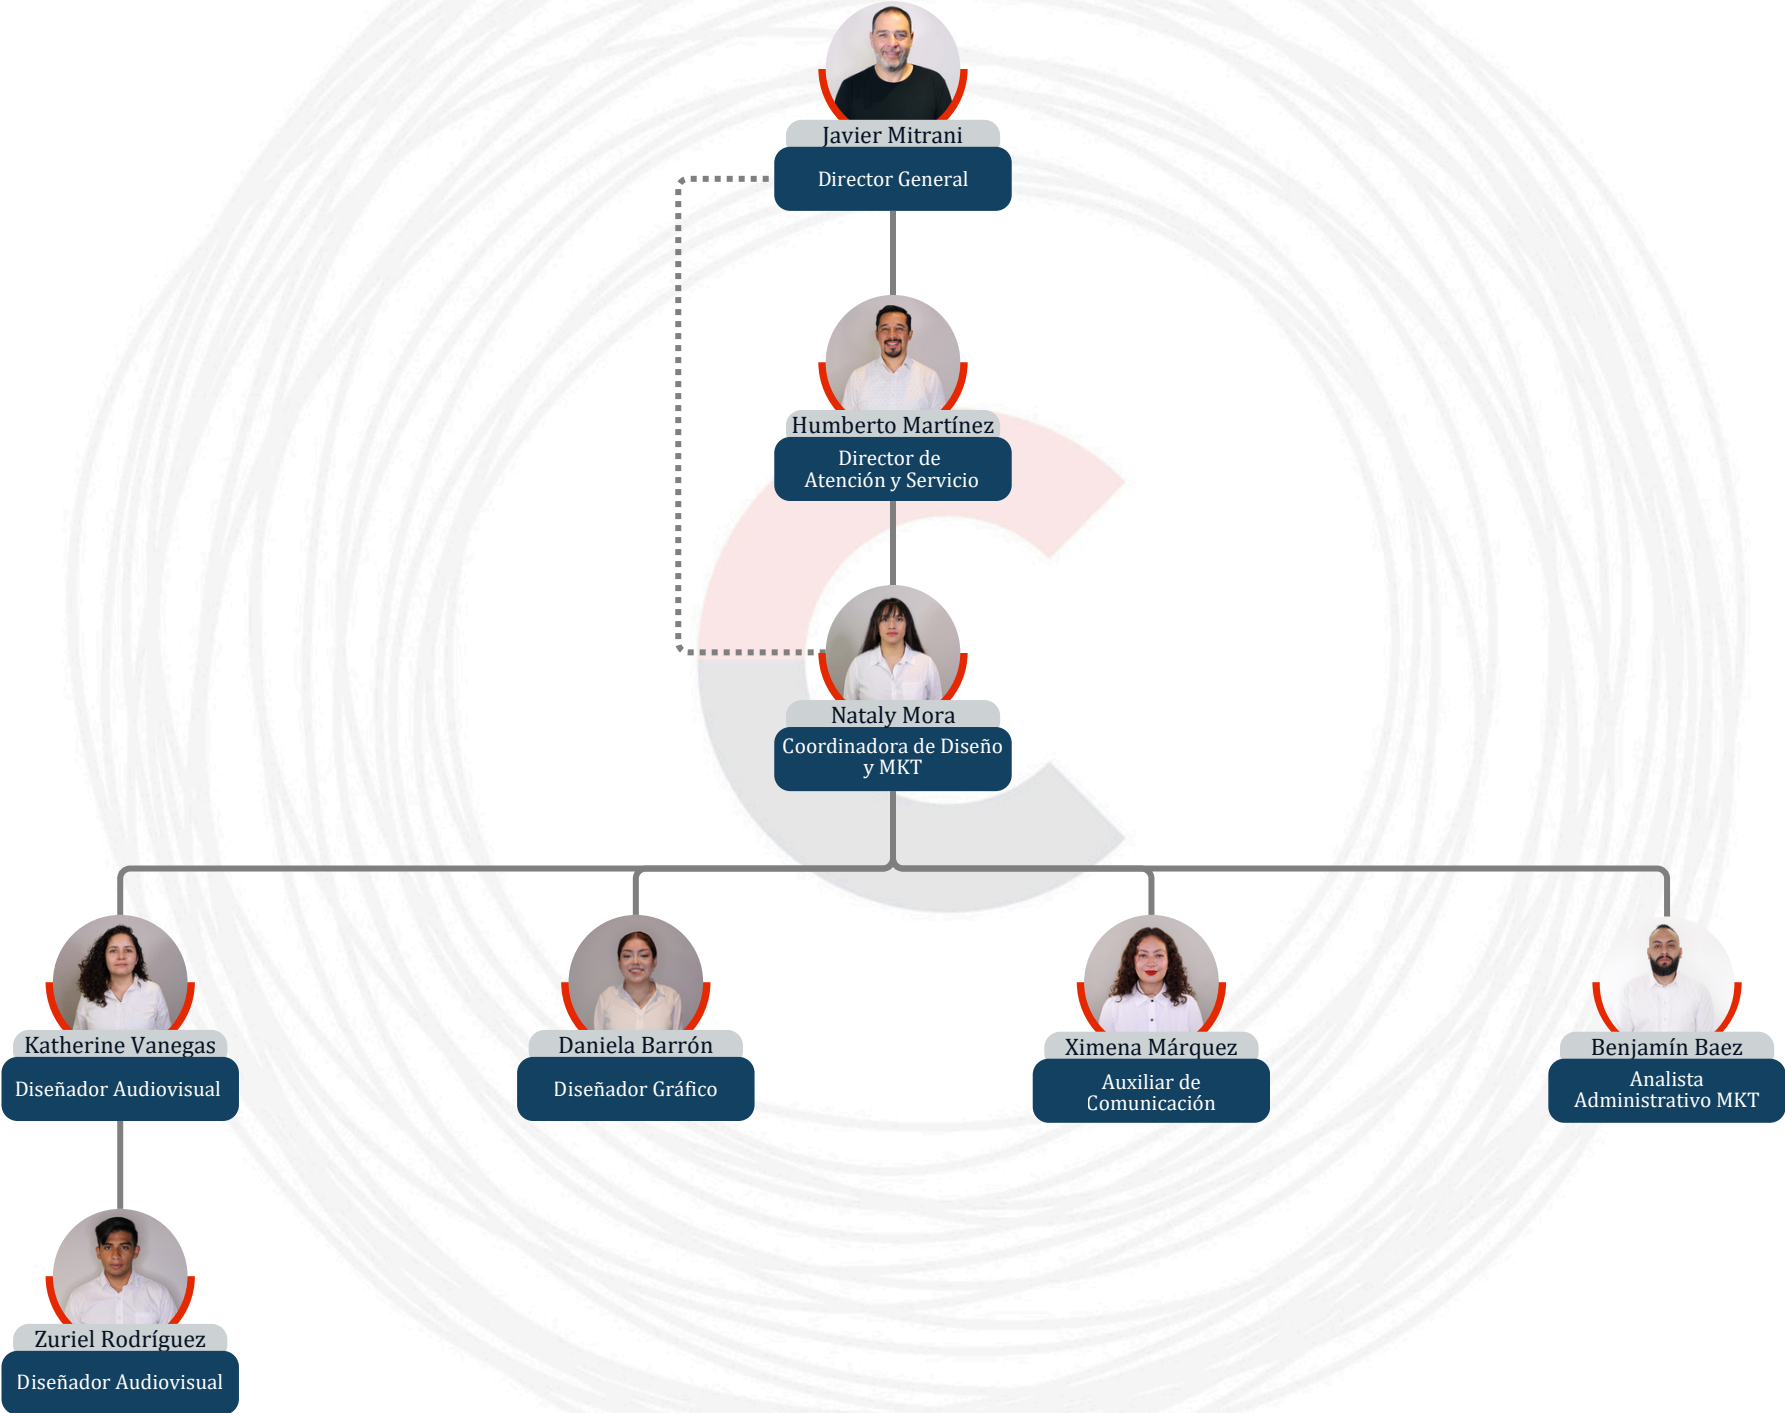 Javier Mitrani
Director General
Humberto Martínez
Director de
Atención y Servicio
Nataly Mora
Coordinadora de Diseño
y MKT
Katherine Vanegas
Diseñador Audiovisual
Daniela Barrón
Diseñador Gráfico
Ximena Márquez
Auxiliar de
Comunicación
Benjamín Baez
Analista
Administrativo MKT
Zuriel Rodríguez
Diseñador Audiovisual